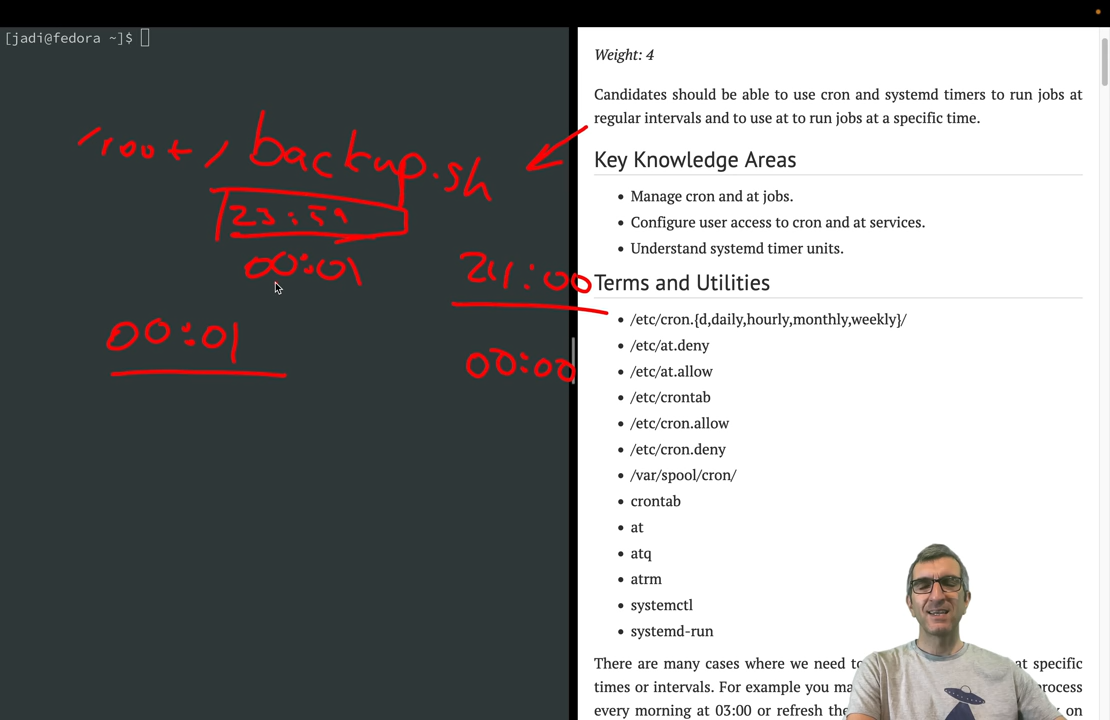 [jadi@fedora ~]$
/root/backup.sh
23:59
00:01
24:00
00:01
00:00
Weight: 4
Candidates should be able to use cron and systemd timers to run jobs at
regular intervals and to use at to run jobs at a specific time.
Key Knowledge Areas
• Manage cron and at jobs.
• Configure user access to cron and at services.
• Understand systemd timer units.
Terms and Utilities
• /etc/cron.{d,daily,hourly,monthly,weekly}/
• /etc/at.deny
• /etc/at.allow
• /etc/crontab
• /etc/cron.allow
• /etc/cron.deny
• /var/spool/cron/
• crontab
• at
• atq
• atrm
• systemctl
• systemd-run
There are many cases where we need to at specific
times or intervals. For example you process
every morning at 03:00 or refresh the on